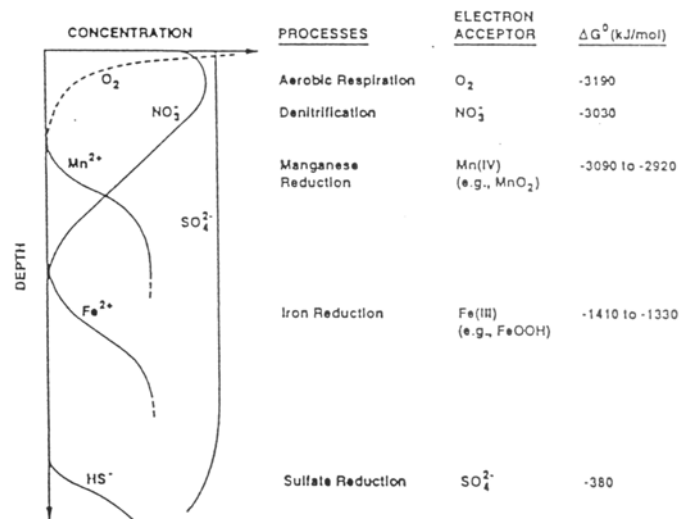 CONCENTRATION
PROCESSES
ELECTRON
ACCEPTOR
ΔG⁰(kJ/mol)
O₂
Aerobic Respiration
O₂
-3190
NO₃⁻
Denitrification
NO₃⁻
-3030
Mn²⁺
Manganese
Reduction
Mn(IV)
(e.g., MnO₂)
-3090 to -2920
SO₄²⁻
DEPTH
Fe²⁺
Iron Reduction
Fe(III)
(e.g., FeOOH)
-1410 to -1330
HS⁻
Sulfate Reduction
SO₄²⁻
-380